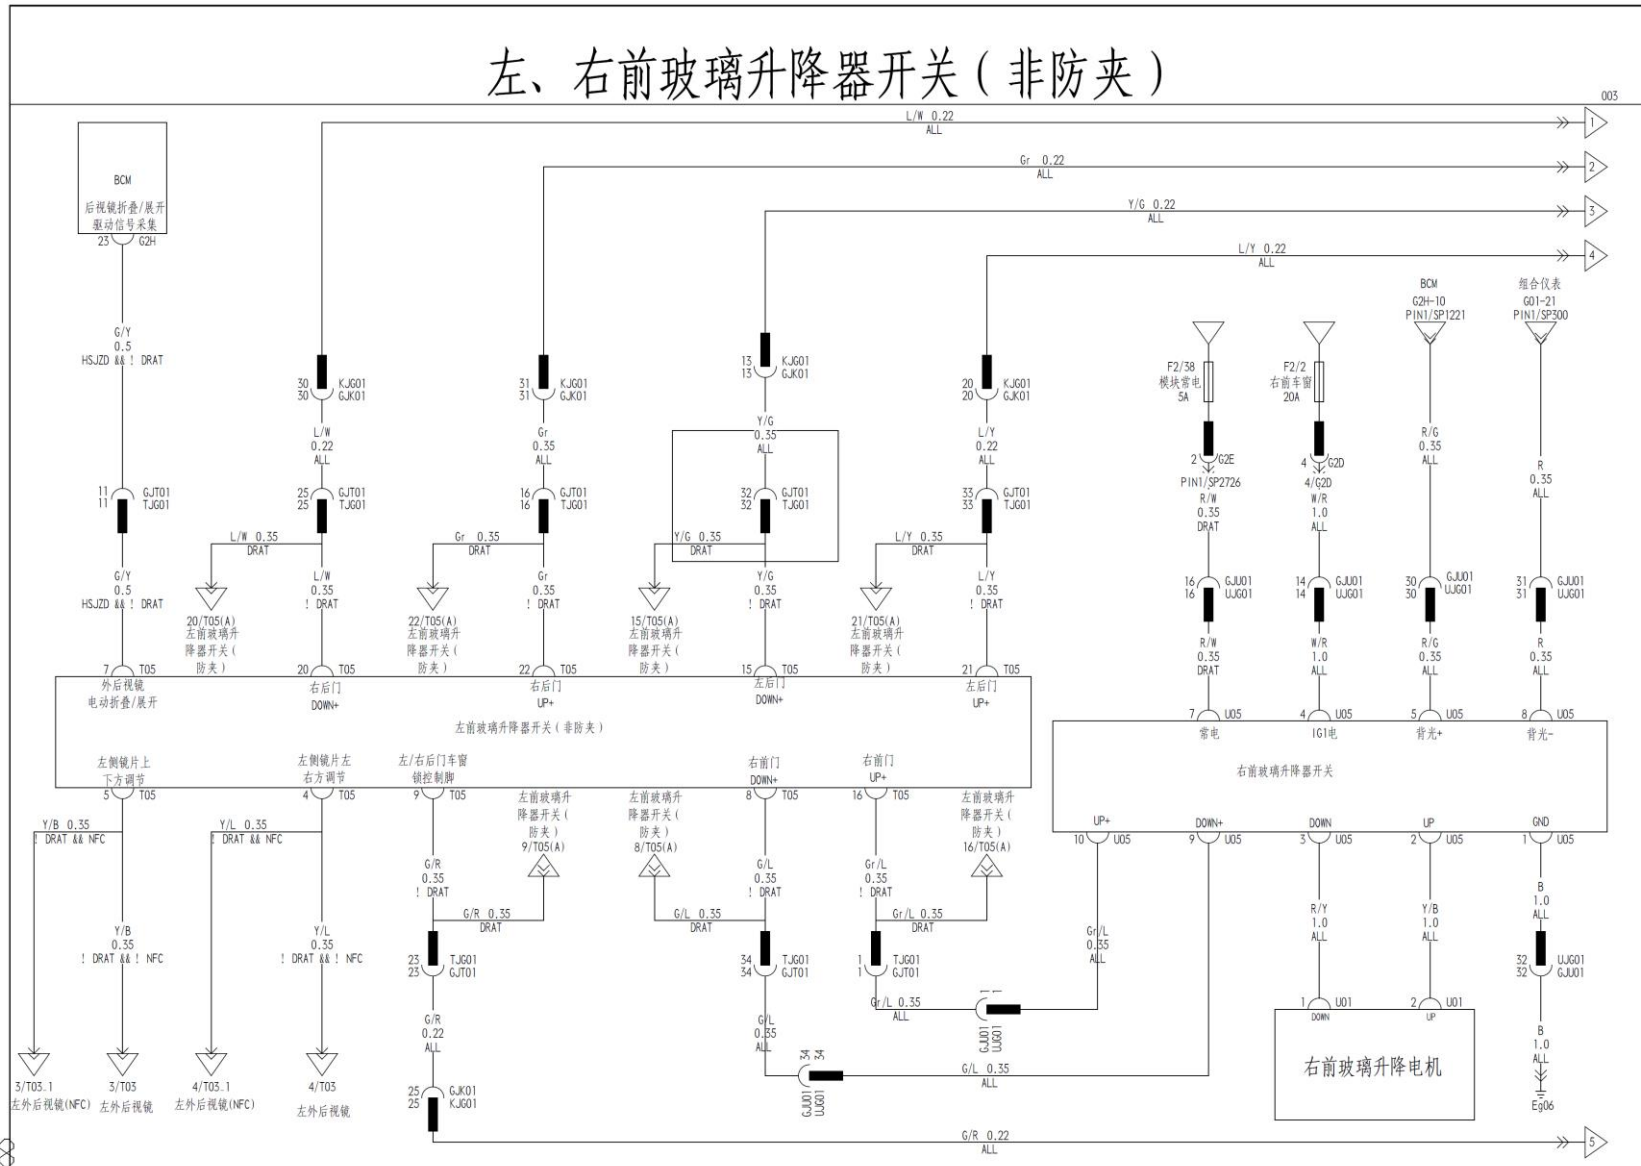 左、右前玻璃升降器开关(非防夹)
003
L/W 0.22
ALL
1
Gr 0.22
ALL
2
Y/G 0.22
ALL
3
L/Y 0.22
ALL
4
BCM
后视镜折叠/展开
驱动信号采集
23 G2H
G/Y
0.5
HSJZD && ! DRAT
11 GJT01
11 TJG01
G/Y
0.5
HSJZD && ! DRAT
30 KJG01
30 GJK01
L/W
0.22
ALL
25 GJT01
25 TJG01
L/W 0.35
DRAT
L/W
0.35
! DRAT
20/T05(A)
左前玻璃升
降器开关(
防夹)
31 KJG01
31 GJK01
Gr
0.35
ALL
16 GJT01
16 TJG01
Gr 0.35
DRAT
Gr
0.35
! DRAT
22/T05(A)
左前玻璃升
降器开关(
防夹)
13 KJG01
13 GJK01
Y/G
0.35
ALL
32 GJT01
32 TJG01
Y/G 0.35
DRAT
Y/G
0.35
! DRAT
15/T05(A)
左前玻璃升
降器开关(
防夹)
20 KJG01
20 GJK01
L/Y
0.22
ALL
33 GJT01
33 TJG01
L/Y 0.35
DRAT
L/Y
0.35
! DRAT
21/T05(A)
左前玻璃升
降器开关(
防夹)
F2/38
模块常电
5A
2 G2E
PIN1/SP2726
R/W
0.35
DRAT
16 GJU01
16 UJG01
R/W
0.35
DRAT
F2/2
右前车窗
20A
4 G2D
4/G2D
W/R
1.0
ALL
14 GJU01
14 UJG01
W/R
1.0
ALL
BCM
G2H-10
PIN1/SP1221
R/G
0.35
ALL
30 GJU01
30 UJG01
R/G
0.35
ALL
组合仪表
G01-21
PIN1/SP300
R
0.35
ALL
31 GJU01
31 UJG01
R
0.35
ALL
7 T05
外后视镜
电动折叠/展开
20 T05
右后门
DOWN+
22 T05
右后门
UP+
15 T05
左后门
DOWN+
21 T05
左后门
UP+
左前玻璃升降器开关(非防夹)
左侧镜片上
下方调节
5 T05
左侧镜片左
右方调节
4 T05
左/右后门车窗
锁控制脚
9 T05
右前门
DOWN+
8 T05
右前门
UP+
16 T05
7 U05
常电
4 U05
IG1电
5 U05
背光+
8 U05
背光-
右前玻璃升降器开关
UP+
10 U05
DOWN+
9 U05
DOWN
3 U05
UP
2 U05
GND
1 U05
Y/B 0.35
! DRAT && NFC
Y/B
0.35
! DRAT && ! NFC
Y/L 0.35
! DRAT && NFC
Y/L
0.35
! DRAT && ! NFC
3/T03.1
左外后视镜(NFC)
3/T03
左外后视镜
4/T03.1
左外后视镜(NFC)
4/T03
左外后视镜
G/R
0.35
! DRAT
左前玻璃升
降器开关(
防夹)
9/T05(A)
G/R 0.35
DRAT
23 TJG01
23 GJT01
G/R
0.22
ALL
25 GJK01
25 KJG01
左前玻璃升
降器开关(
防夹)
8/T05(A)
G/L 0.35
DRAT
G/L
0.35
! DRAT
34 TJG01
34 GJT01
G/L
0.35
ALL
34 34
GJU01
UJG01
G/L 0.35
ALL
Gr/L
0.35
! DRAT
左前玻璃升
降器开关(
防夹)
16/T05(A)
Gr/L 0.35
DRAT
1 TJG01
1 GJT01
Gr/L 0.35
ALL
1 1
GJU01
UJG01
Gr/L
0.35
ALL
R/Y
1.0
ALL
1 U01
DOWN
Y/B
1.0
ALL
2 U01
UP
右前玻璃升降电机
B
1.0
ALL
32 UJG01
32 GJU01
B
1.0
ALL
Eg06
G/R 0.22
ALL
5